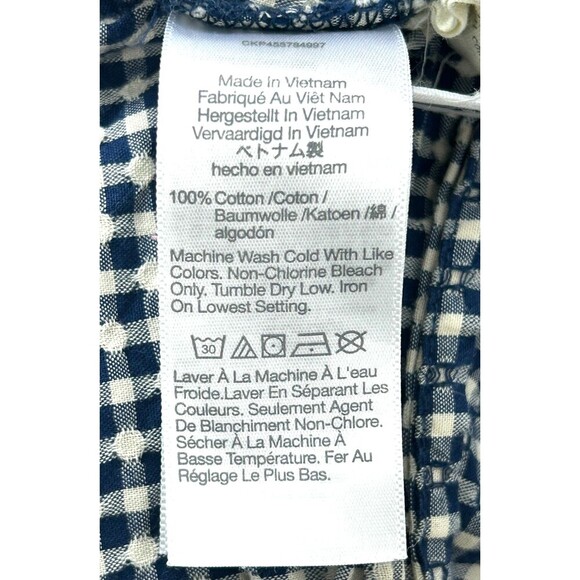 CKP455784997
Made In Vietnam
Fabriqué Au Viêt Nam
Hergestellt In Vietnam
Vervaardigd In Vietnam
ベトナム製
hecho en vietnam
100% Cotton /Coton /
Baumwolle /Katoen /綿 /
algodón
Machine Wash Cold With Like
Colors. Non-Chlorine Bleach
Only. Tumble Dry Low. Iron
On Lowest Setting.
30
Laver À La Machine À L'eau
Froide.Laver En Séparant Les
Couleurs. Seulement Agent
De Blanchiment Non-Chlore.
Sécher À La Machine À
Basse Température. Fer Au
Réglage Le Plus Bas.